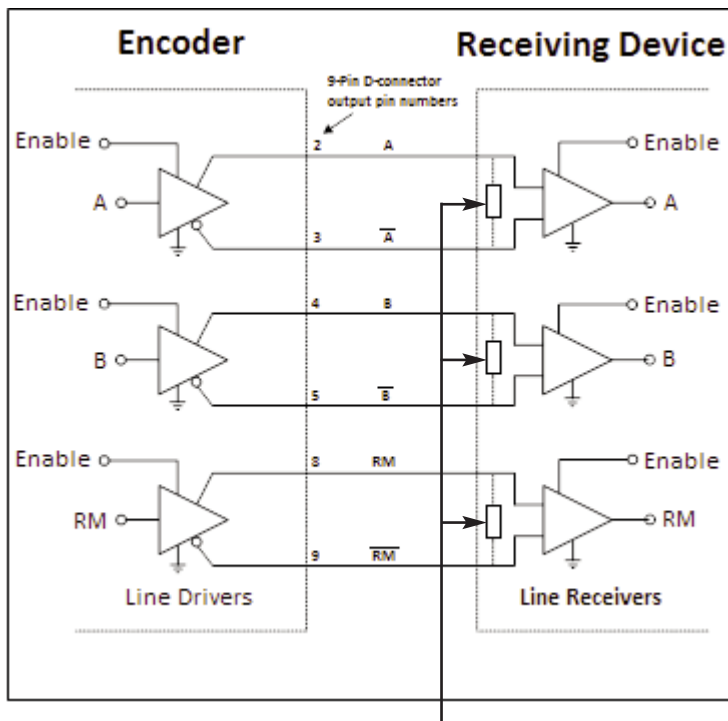 Encoder
Receiving Device
9-Pin D-connector
output pin numbers
Enable
2
A
Enable
A
A
3
A̅
Enable
4
B
Enable
B
B
5
B̅
Enable
8
RM
Enable
RM
RM
9
R̅M̅
Line Drivers
Line Receivers